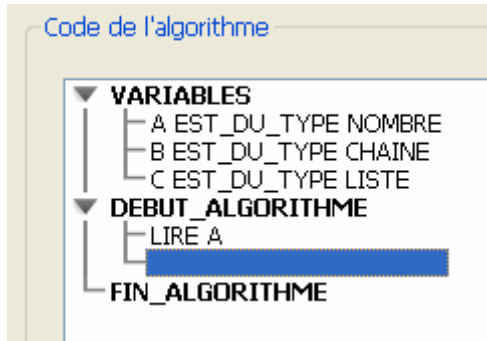 Code de l'algorithme
VARIABLES
A EST_DU_TYPE NOMBRE
B EST_DU_TYPE CHAINE
C EST_DU_TYPE LISTE
DEBUT_ALGORITHME
LIRE A
FIN_ALGORITHME